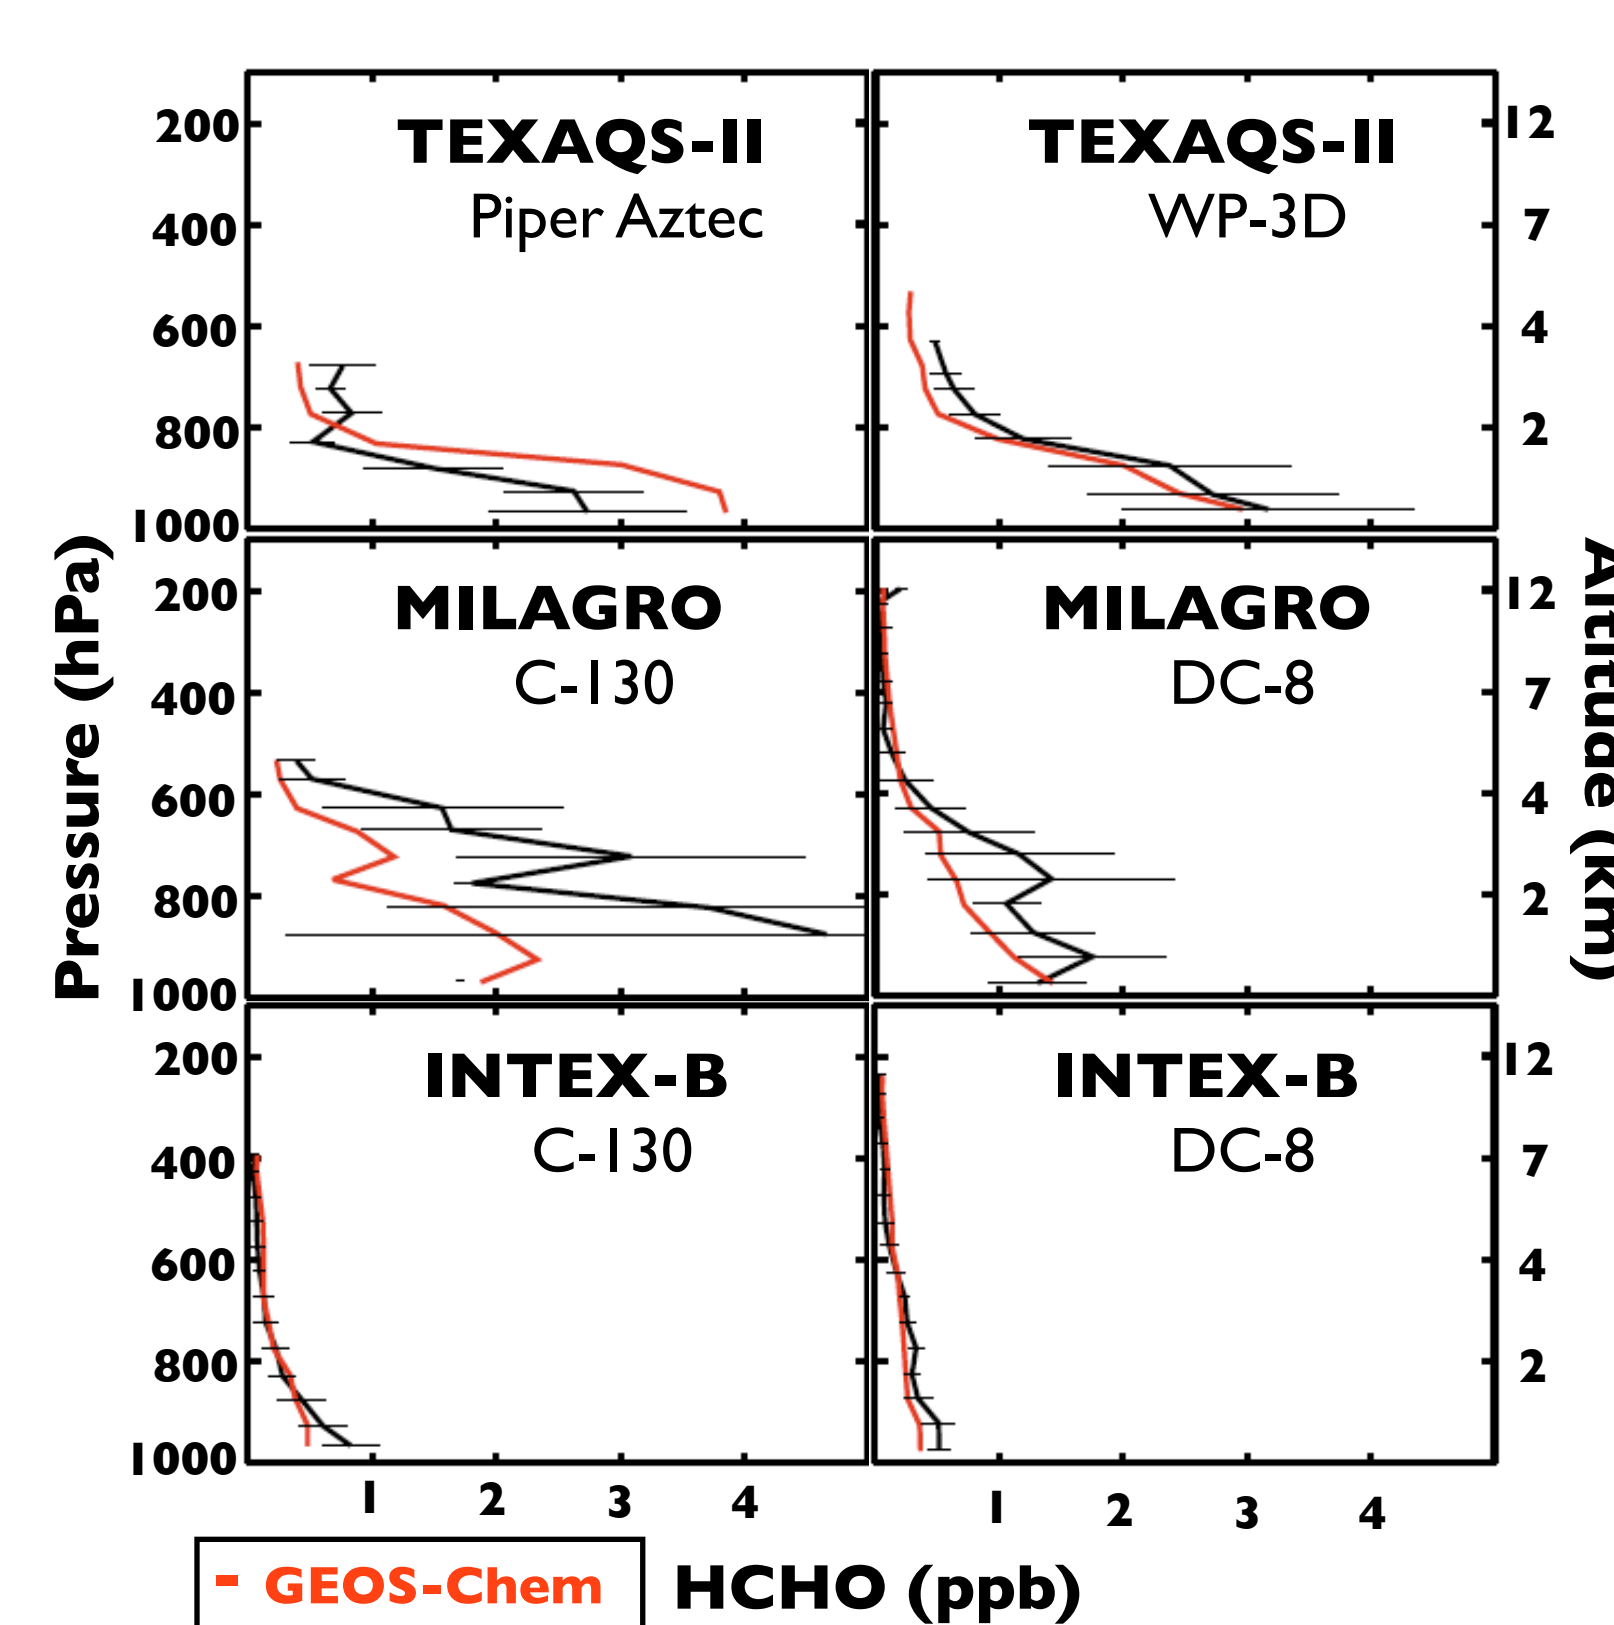 TEXAQS-II
Piper Aztec
200
400
600
800
1000
TEXAQS-II
WP-3D
12
7
4
2
MILAGRO
C-130
200
400
600
800
1000
MILAGRO
DC-8
12
7
4
2
INTEX-B
C-130
200
400
600
800
1000
INTEX-B
DC-8
12
7
4
2
Pressure (hPa)
Altitude (km)
1 2 3 4
1 2 3 4
GEOS-Chem
HCHO (ppb)